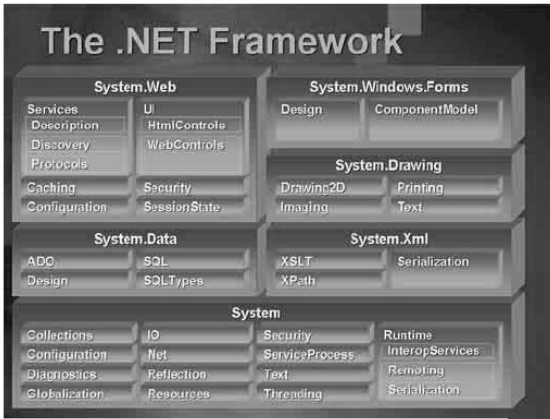 The .NET Framework
System.Web
Services
Description
Discovery
Protocols
UI
HtmlControls
WebControls
Caching
Security
Configuration
SessionState
System.Windows.Forms
Design
ComponentModel
System.Drawing
Drawing2D
Printing
Imaging
Text
System.Data
ADO
SQL
Design
SQLTypes
System.Xml
XSLT
Serialization
XPath
System
Collections
IO
Security
Runtime
Configuration
Net
ServiceProcess
InteropServices
Diagnostics
Reflection
Text
Remoting
Globalization
Resources
Threading
Serialization